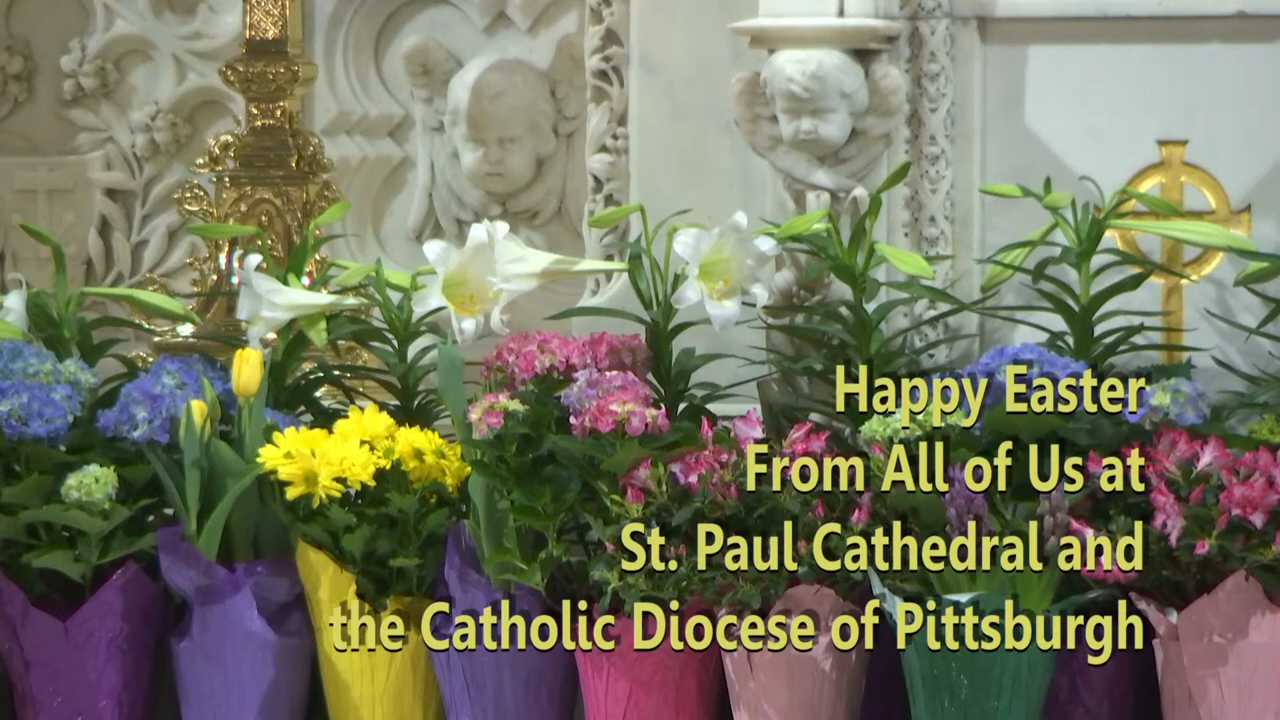 Happy Easter
From All of Us at
St. Paul Cathedral and
the Catholic Diocese of Pittsburgh